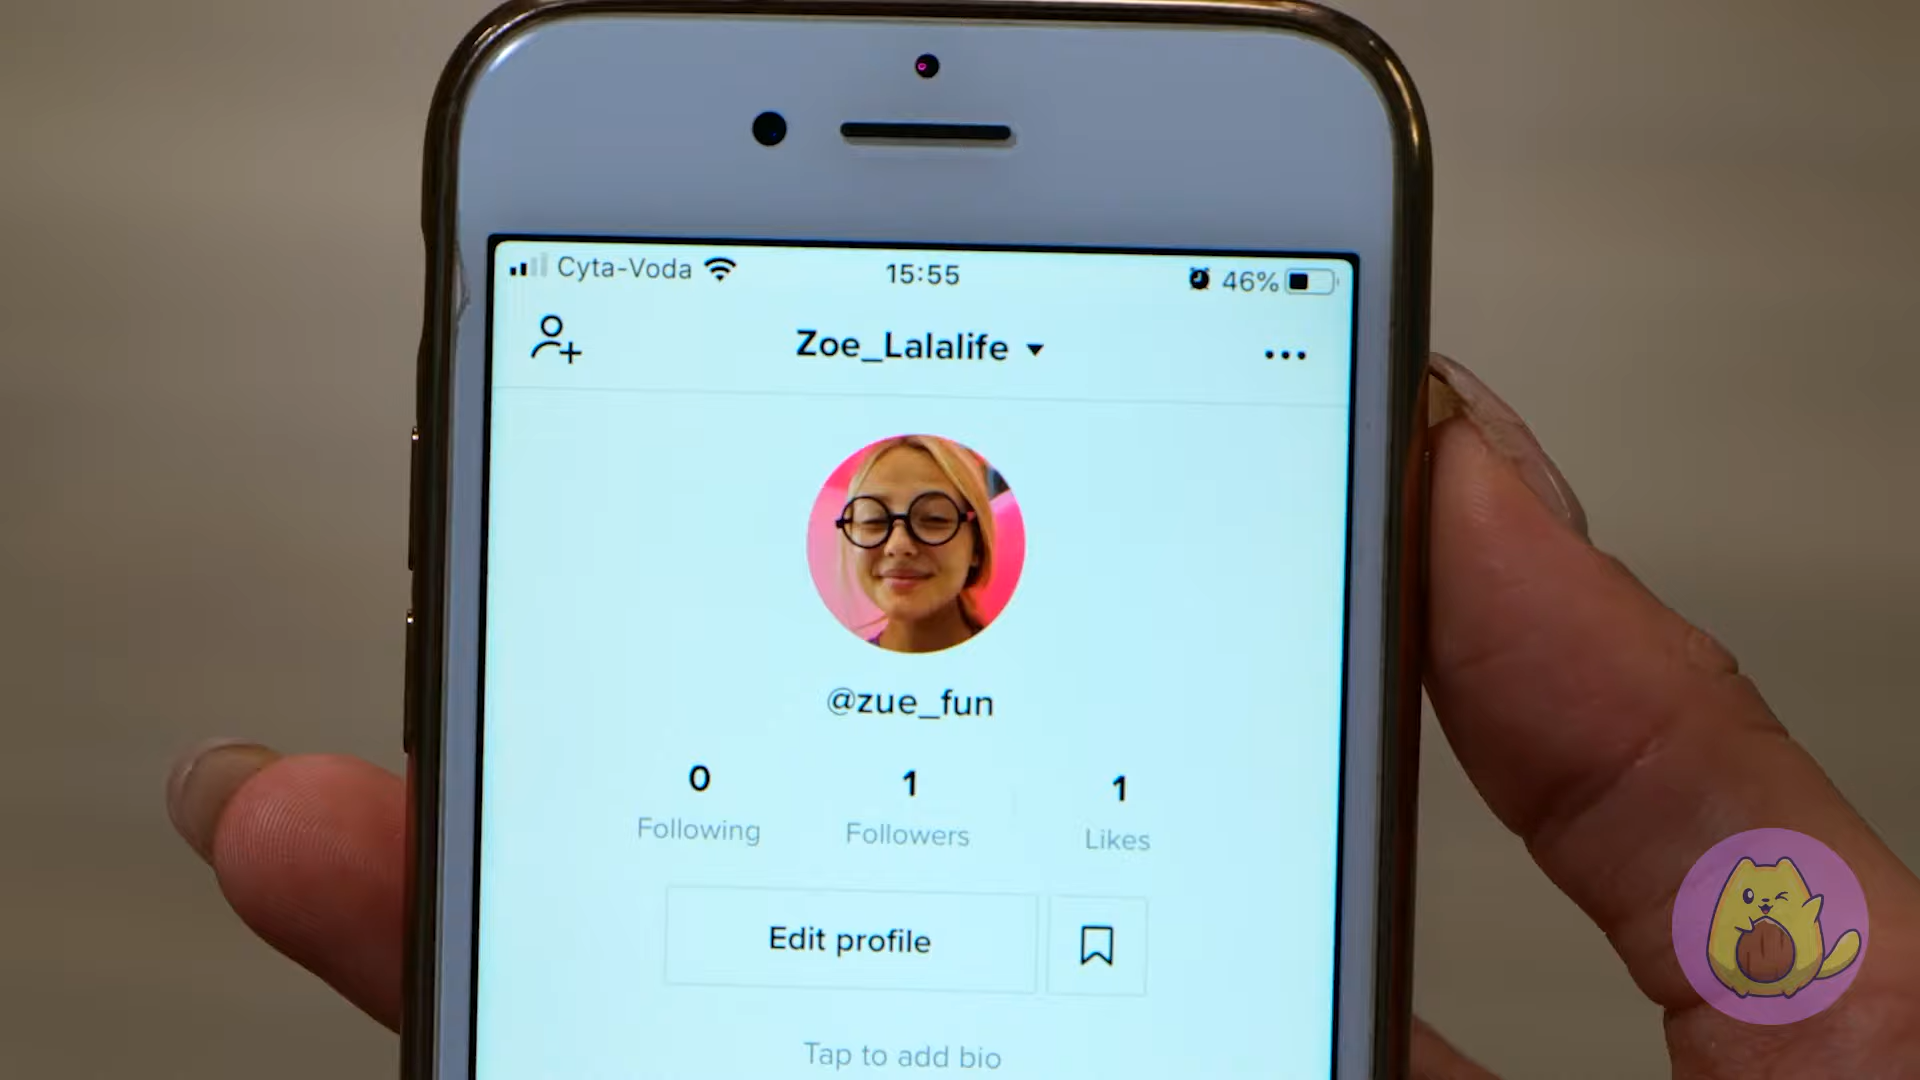 Cyta-Voda 15:55 46%
Zoe_Lalalife
@zue_fun
0 1 1
Following Followers Likes
Edit profile
Tap to add bio